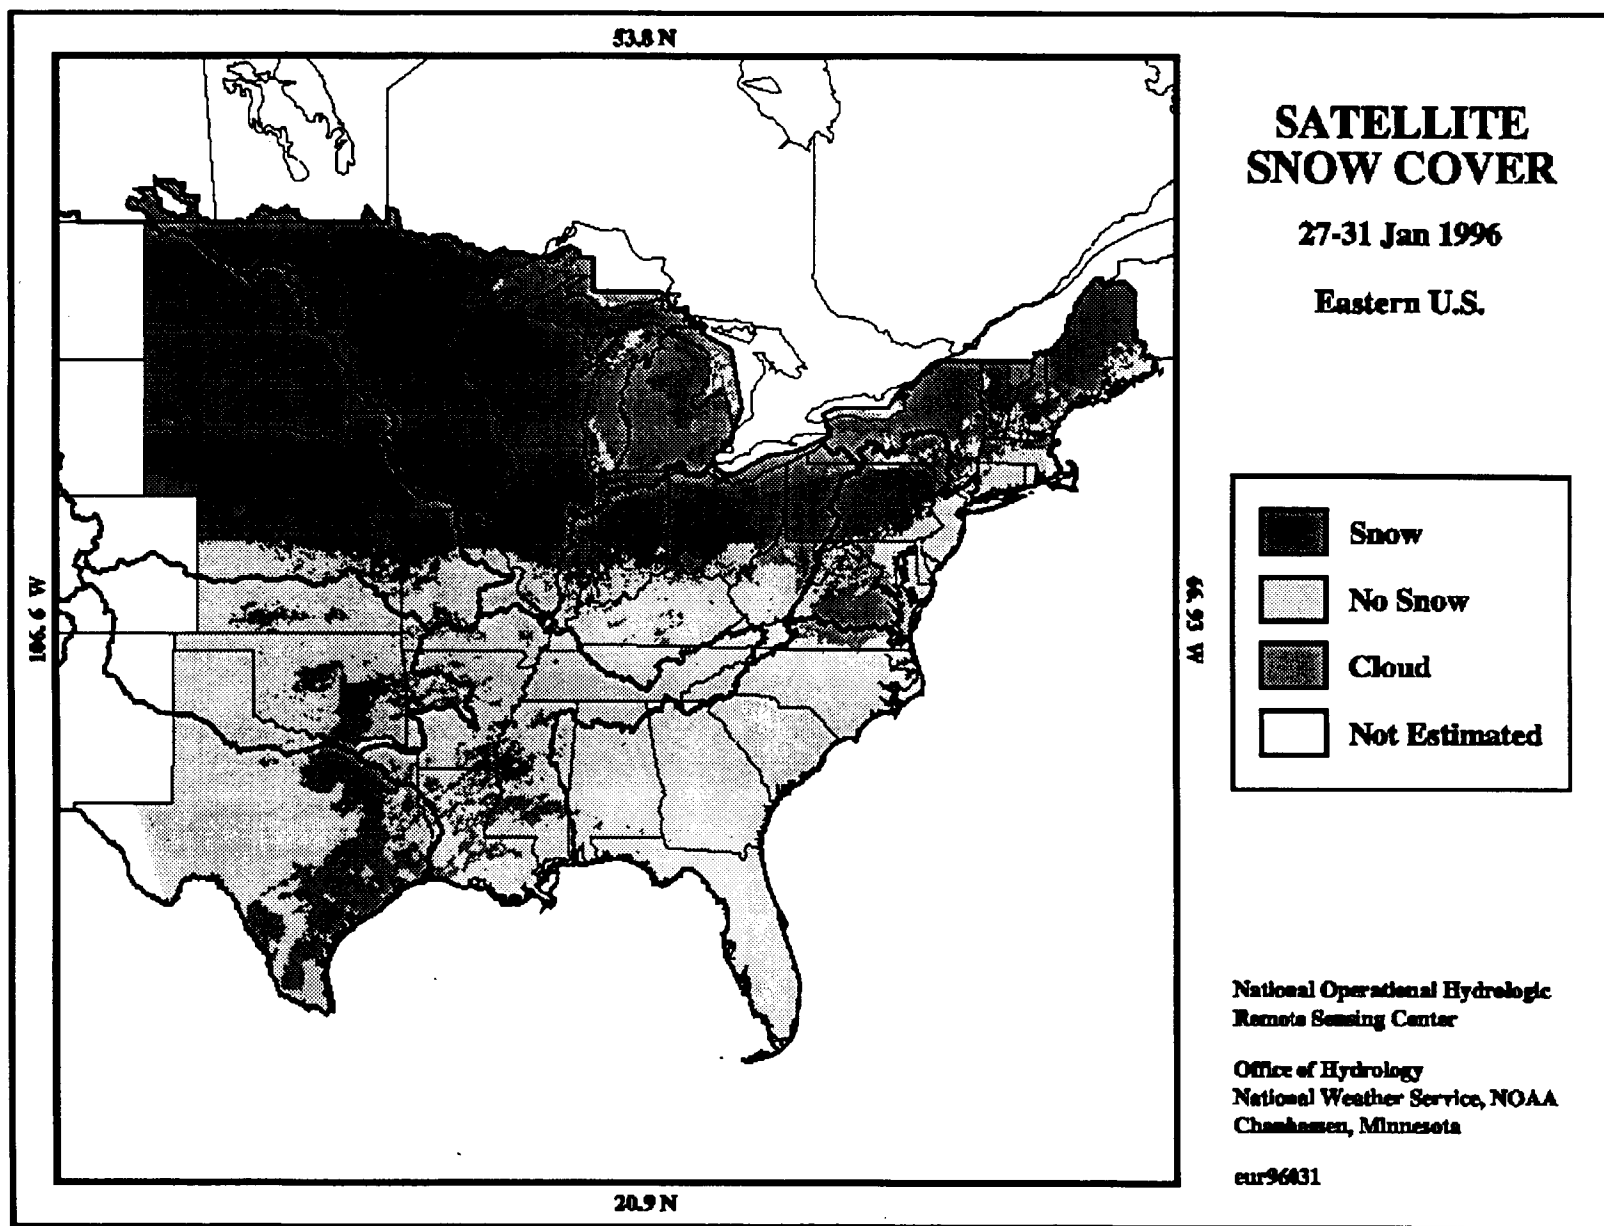 53.8 N
SATELLITE
SNOW COVER
27-31 Jan 1996
Eastern U.S.
106.6 W
66.93 W
Snow
No Snow
Cloud
Not Estimated
National Operational Hydrologic
Remote Sensing Center
Office of Hydrology
National Weather Service, NOAA
Chanhassen, Minnesota
eur96031
20.9 N